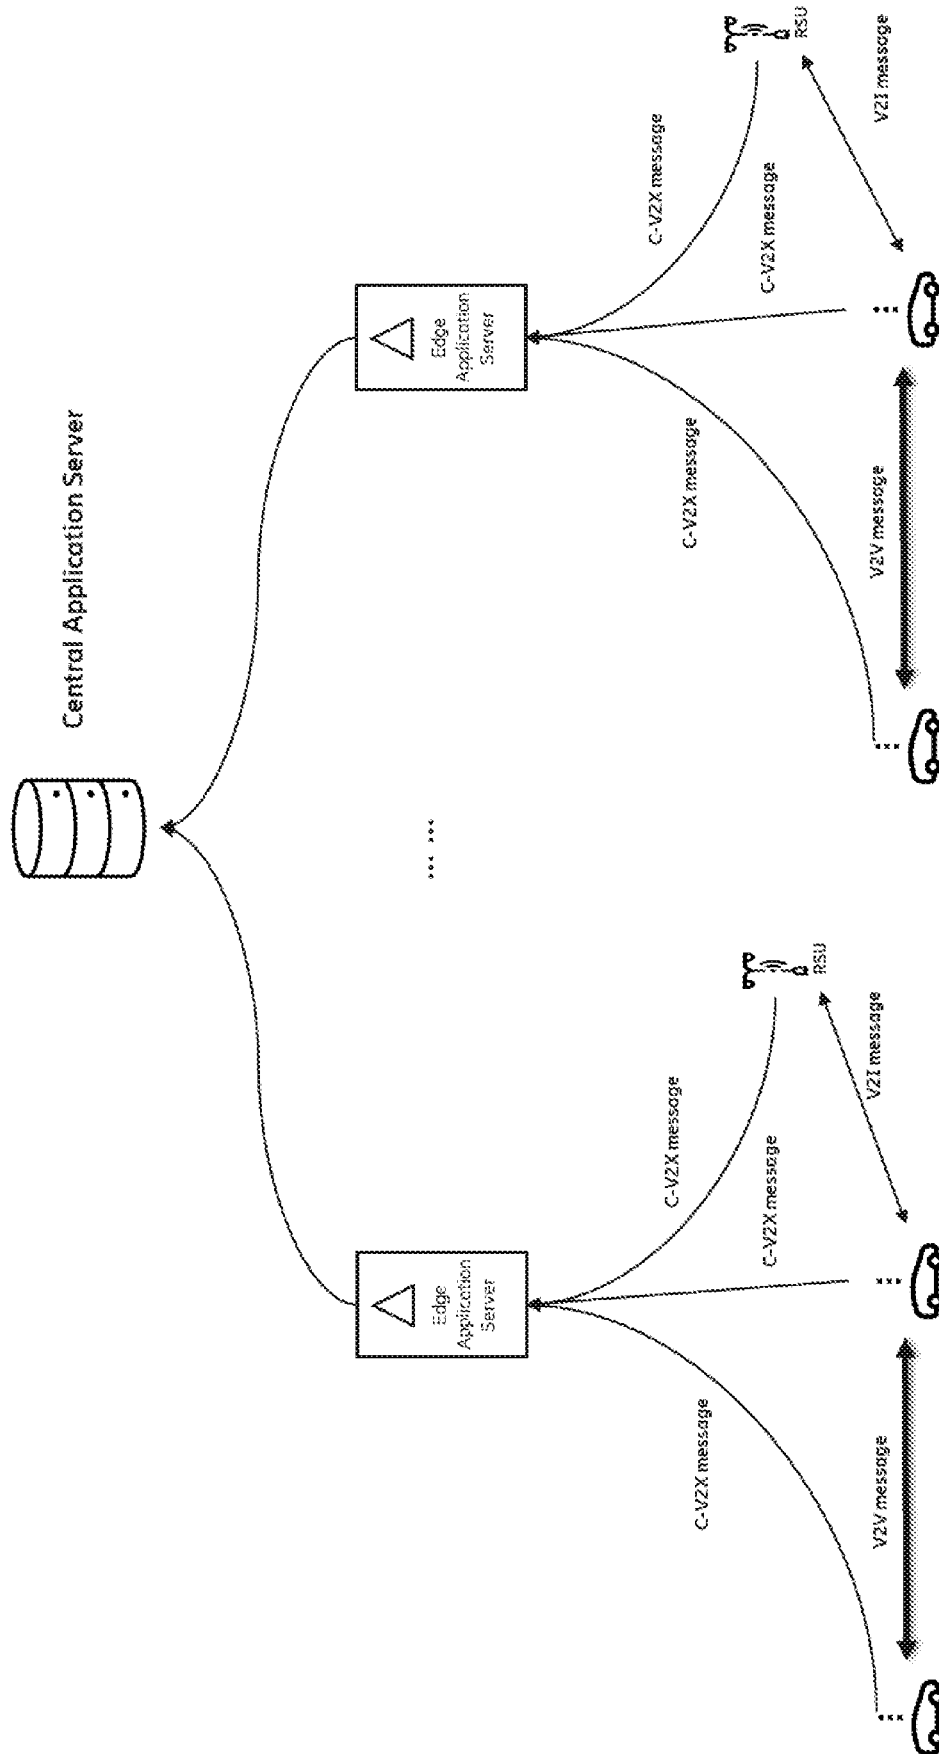 Central Application Server
Edge
Application
Server
Edge
Application
Server
... ...
C-V2X message
C-V2X message
C-V2X message
RSU
V2I message
V2V message
C-V2X message
C-V2X message
C-V2X message
RSU
V2I message
V2V message